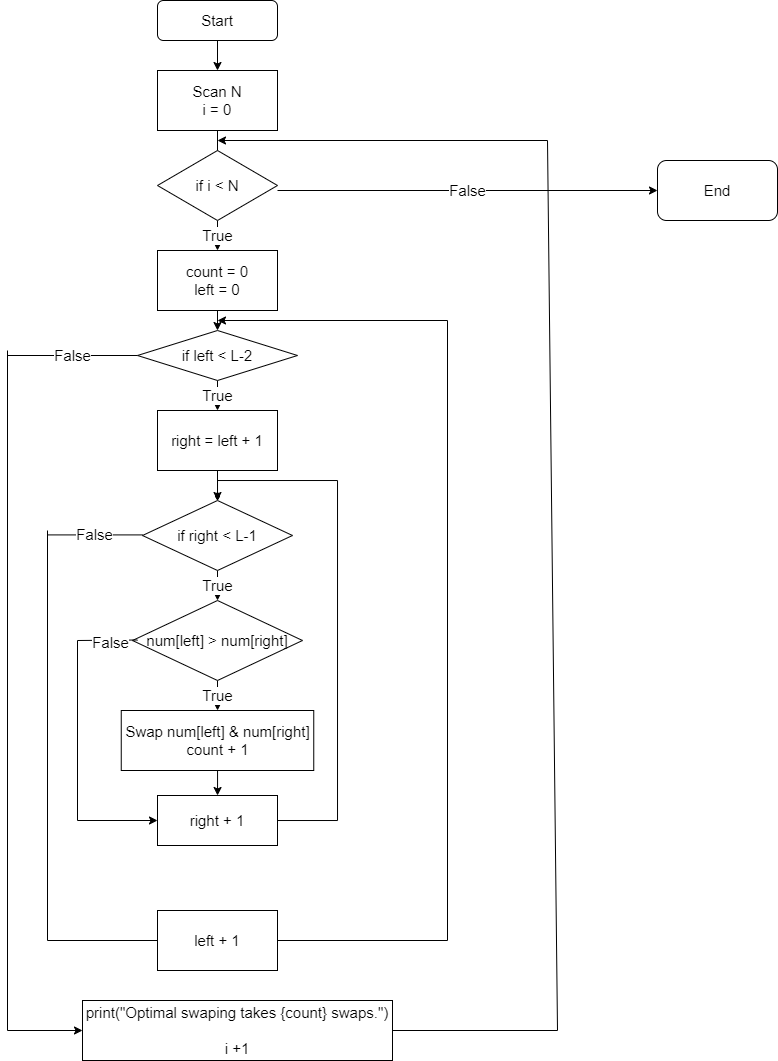 Start
Scan N
i = 0
if i < N
False
End
True
count = 0
left = 0
if left < L-2
False
True
right = left + 1
if right < L-1
False
True
num[left] > num[right]
False
True
Swap num[left] & num[right]
count + 1
right + 1
left + 1
print("Optimal swaping takes {count} swaps.")
i +1